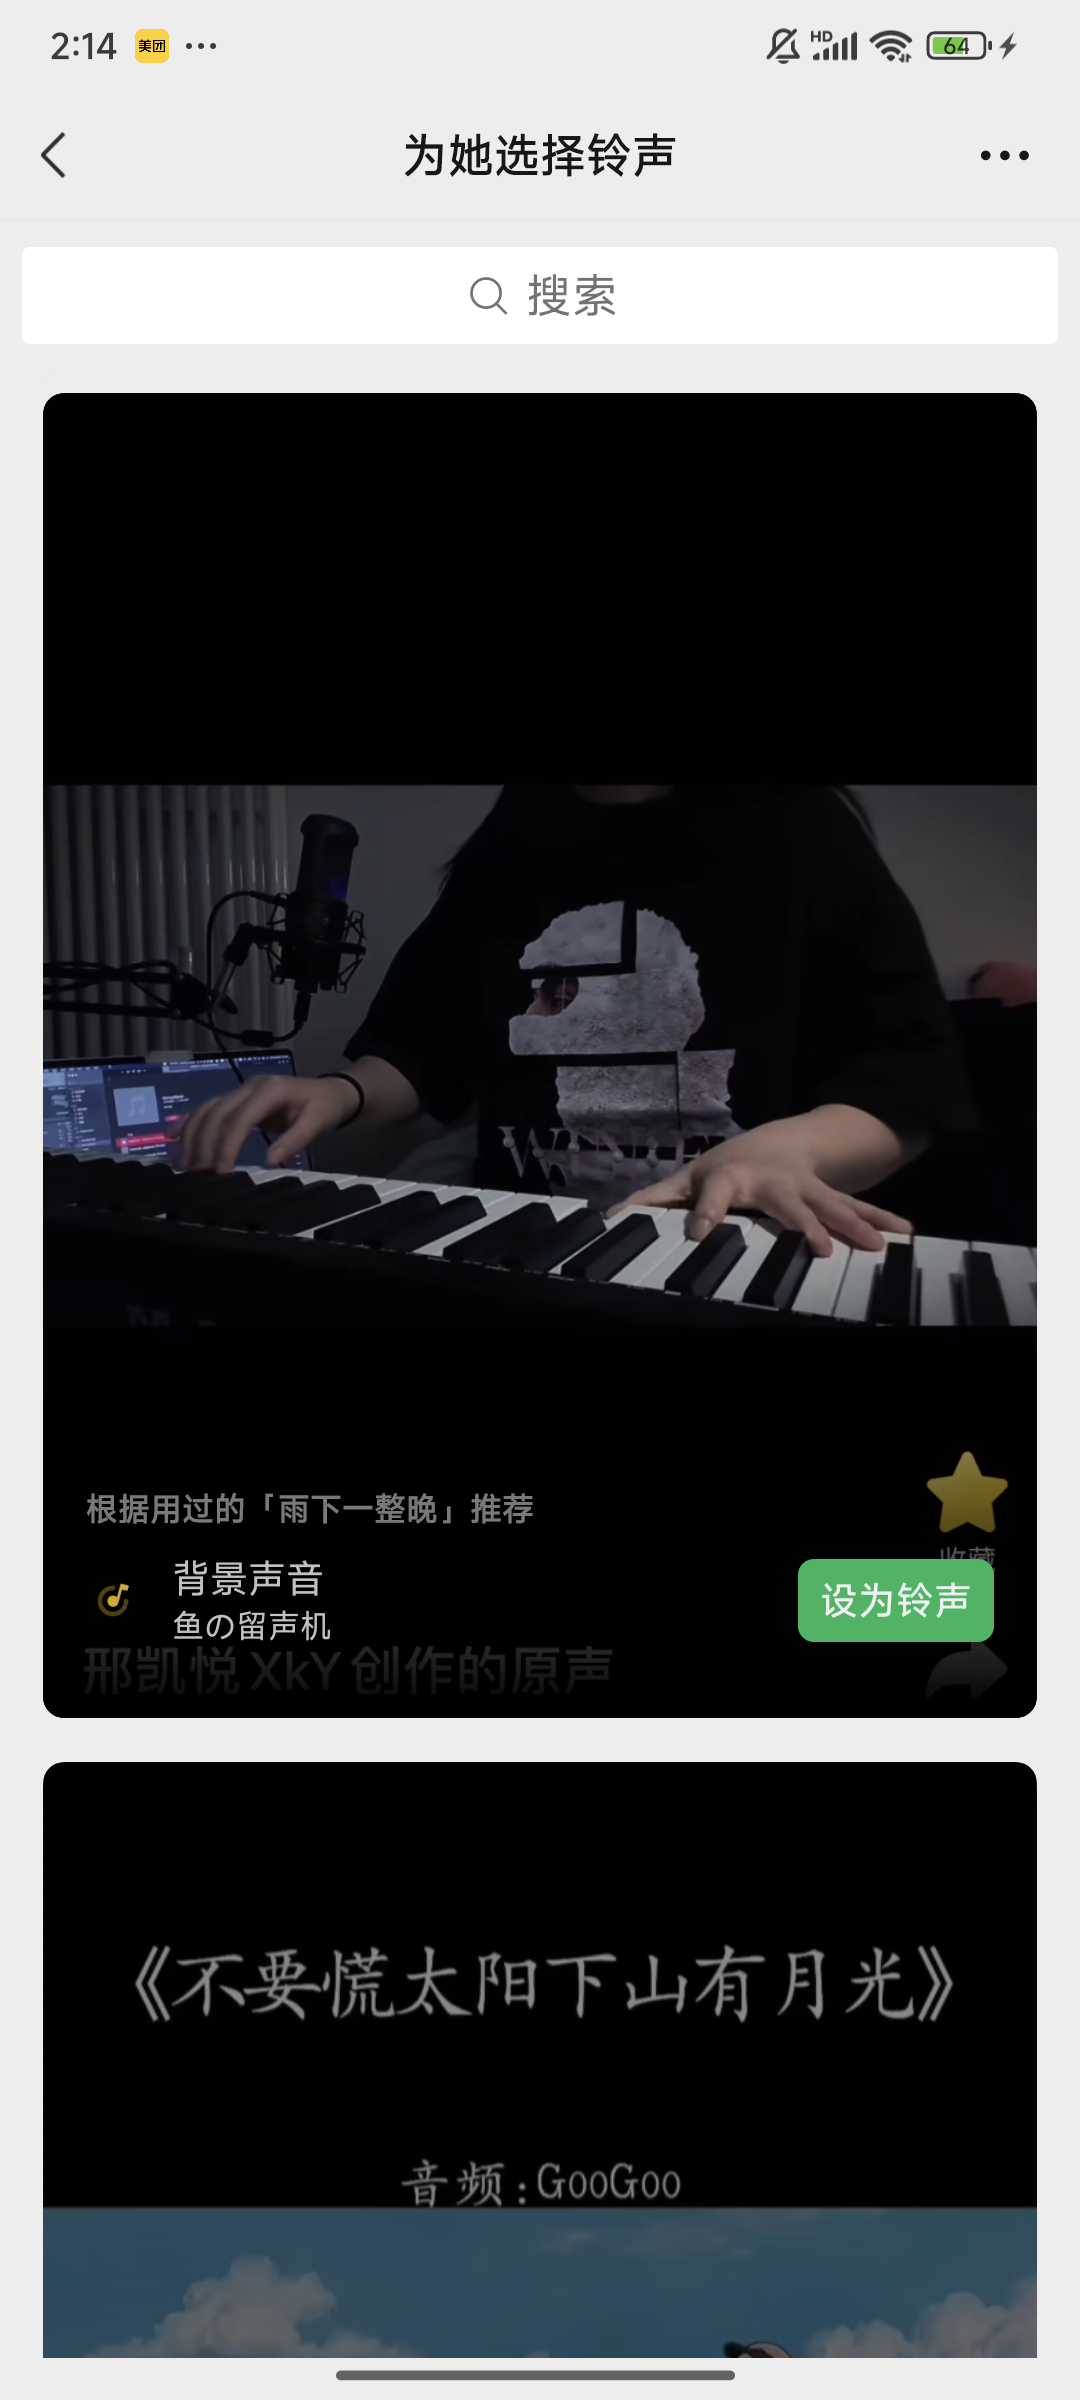 2:14 美团 ··· HD 64
为她选择铃声
搜索
根据用过的「雨下一整晚」推荐
收藏
背景声音
设为铃声
鱼の留声机
邢凯悦XkY创作的原声
《不要慌太阳下山有月光》
音频:GooGoo